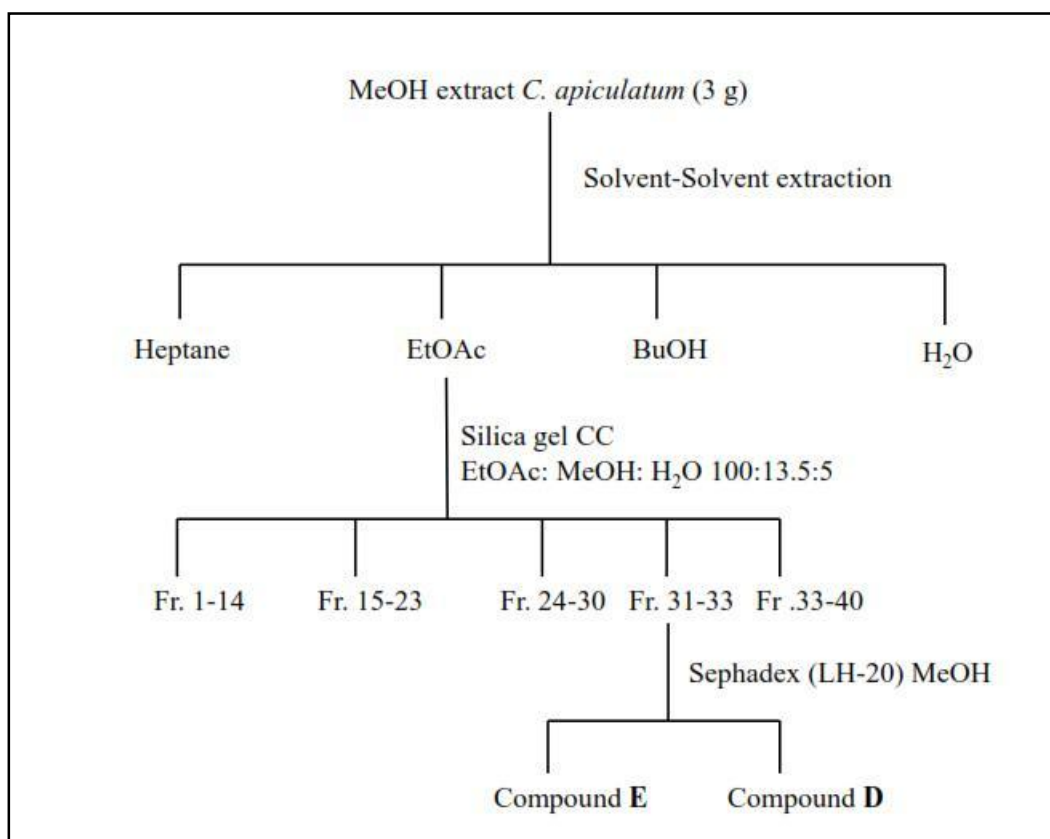 MeOH extract C. apiculatum (3 g)
Solvent-Solvent extraction
Heptane
EtOAc
BuOH
H₂O
Silica gel CC
EtOAc: MeOH: H₂O 100:13.5:5
Fr. 1-14
Fr. 15-23
Fr. 24-30
Fr. 31-33
Fr .33-40
Sephadex (LH-20) MeOH
Compound E
Compound D